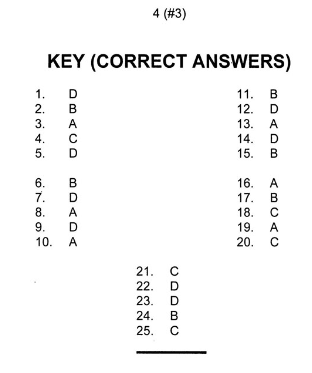 4 (#3)
KEY (CORRECT ANSWERS)
1. D
2. B
3. A
4. C
5. D
6. B
7. D
8. A
9. D
10. A
11. B
12. D
13. A
14. D
15. B
16. A
17. B
18. C
19. A
20. C
21. C
22. D
23. D
24. B
25. C